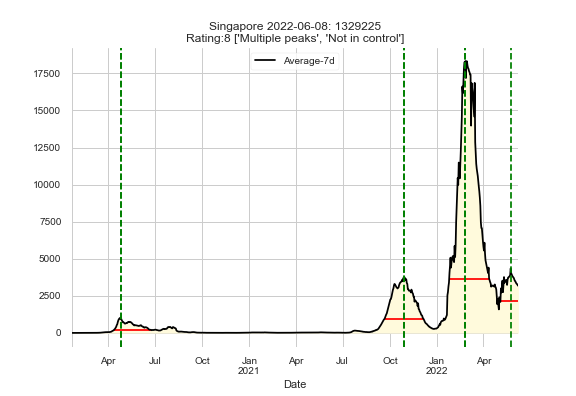 Singapore 2022-06-08: 1329225
Rating:8 ['Multiple peaks', 'Not in control']
Average-7d
17500
15000
12500
10000
7500
5000
2500
0
Apr Jul Oct Jan Apr Jul Oct Jan Apr
2021 2022
Date